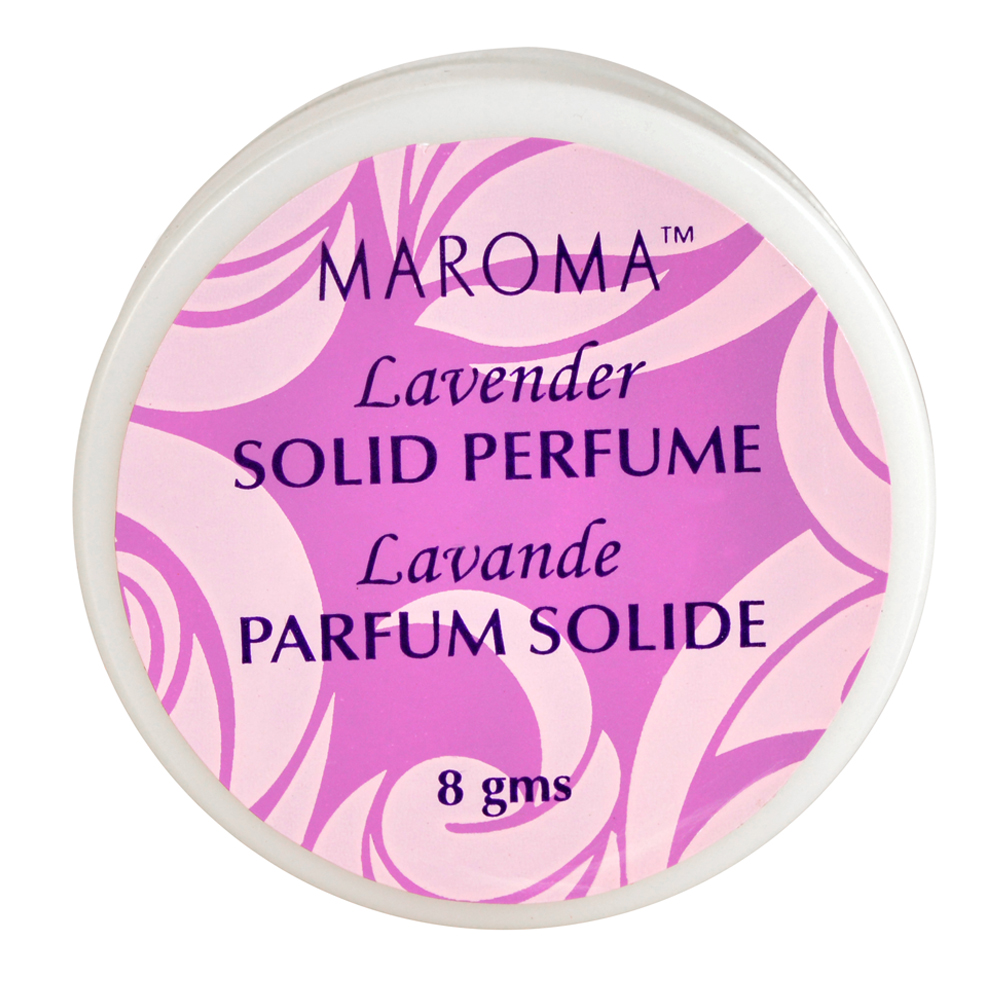 MAROMA™
Lavender
SOLID PERFUME
Lavande
PARFUM SOLIDE
8 gms